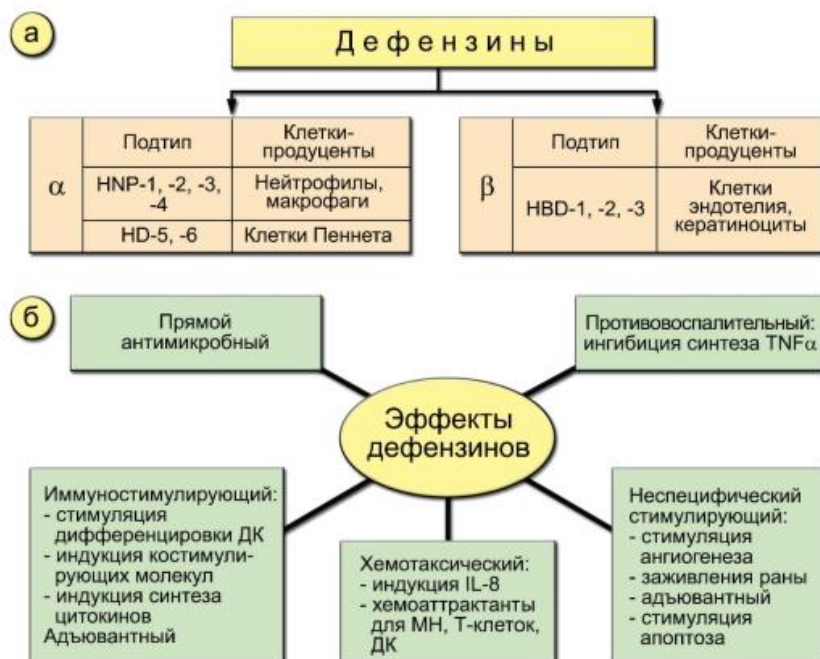 а
Дефензины
α
Подтип
Клетки-
продуценты
HNP-1, -2, -3,
-4
Нейтрофилы,
макрофаги
HD-5, -6
Клетки Пеннета
β
Подтип
Клетки-
продуценты
HBD-1, -2, -3
Клетки
эндотелия,
кератиноциты
б
Прямой
антимикробный
Противовоспалительный:
ингибиция синтеза TNFα
Эффекты
дефензинов
Иммуностимулирующий:
- стимуляция
дифференцировки ДК
- индукция костимули-
рующих молекул
- индукция синтеза
цитокинов
Адъювантный
Хемотаксический:
- индукция IL-8
- хемоаттрактанты
для МН, Т-клеток,
ДК
Неспецифический
стимулирующий:
- стимуляция
ангиогенеза
- заживления раны
- адъювантный
- стимуляция
апоптоза